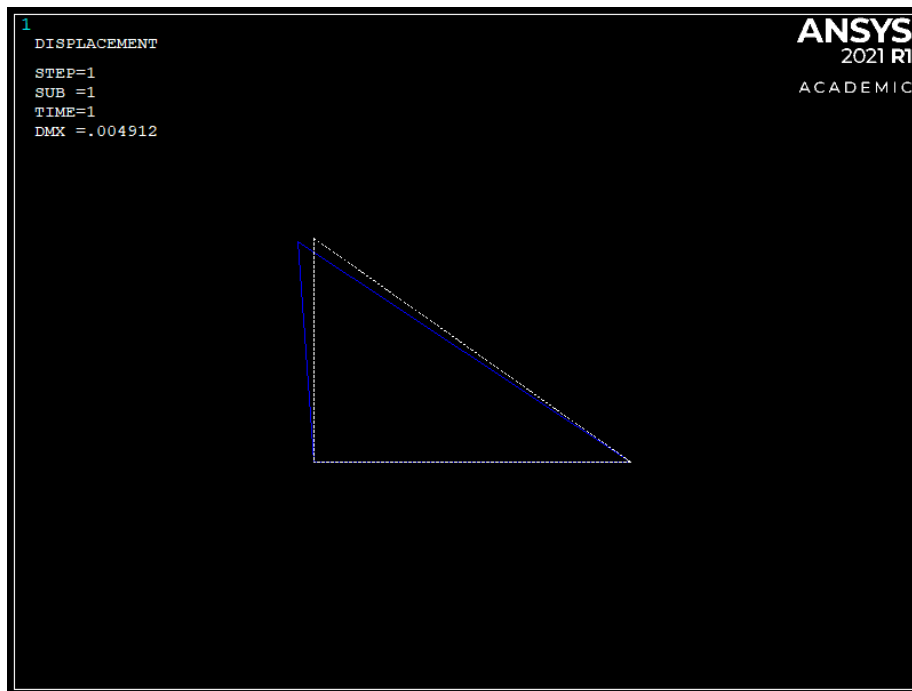 1
DISPLACEMENT
STEP=1
SUB =1
TIME=1
DMX =.004912
ANSYS
2021 R1
ACADEMIC